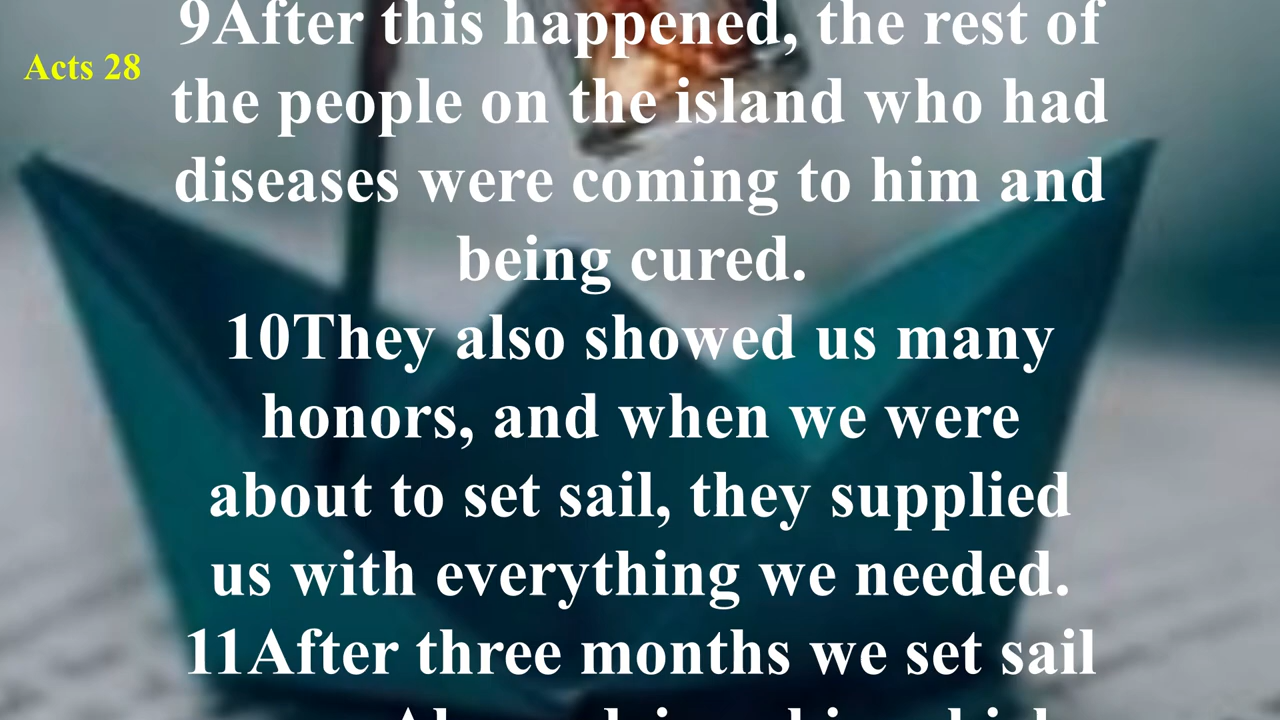 9After this happened, the rest of
Acts 28
the people on the island who had
diseases were coming to him and
being cured.
10They also showed us many
honors, and when we were
about to set sail, they supplied
us with everything we needed.
11After three months we set sail